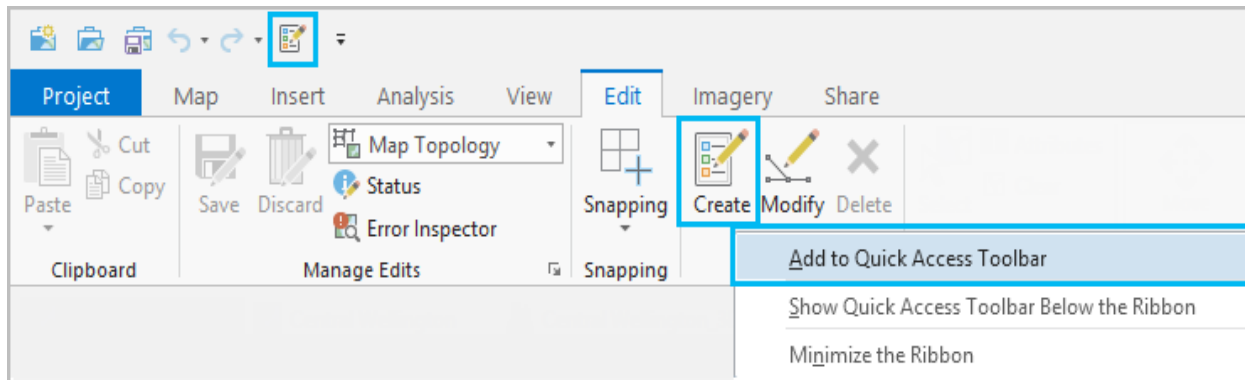 Project Map Insert Analysis View Edit Imagery Share
Cut
Map Topology
Copy
Status
Paste Save Discard Snapping Create Modify Delete
Error Inspector
Clipboard Manage Edits Snapping
Add to Quick Access Toolbar
Show Quick Access Toolbar Below the Ribbon
Minimize the Ribbon